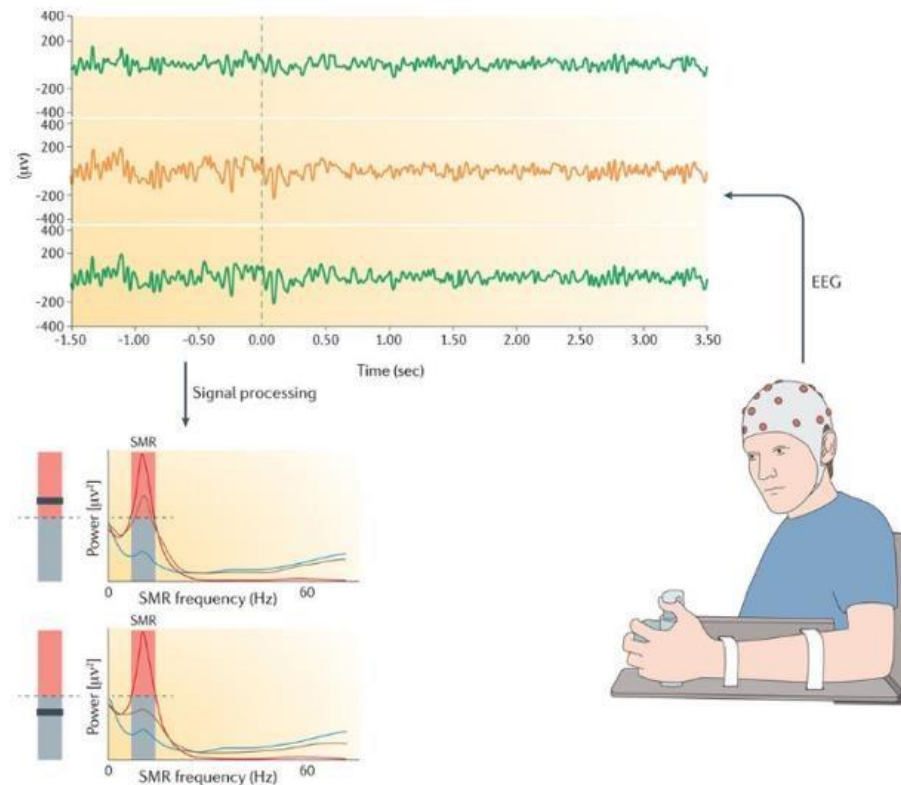 400
200
-200
-400
400
200
-200
-400
400
200
-200
-400
(μv)
-1.50 -1.00 -0.50 0.00 0.50 1.00 1.50 2.00 2.50 3.00 3.50
Time (sec)
EEG
Signal processing
SMR
Power [μv²]
0 60
SMR frequency (Hz)
SMR
Power [μv²]
0 60
SMR frequency (Hz)